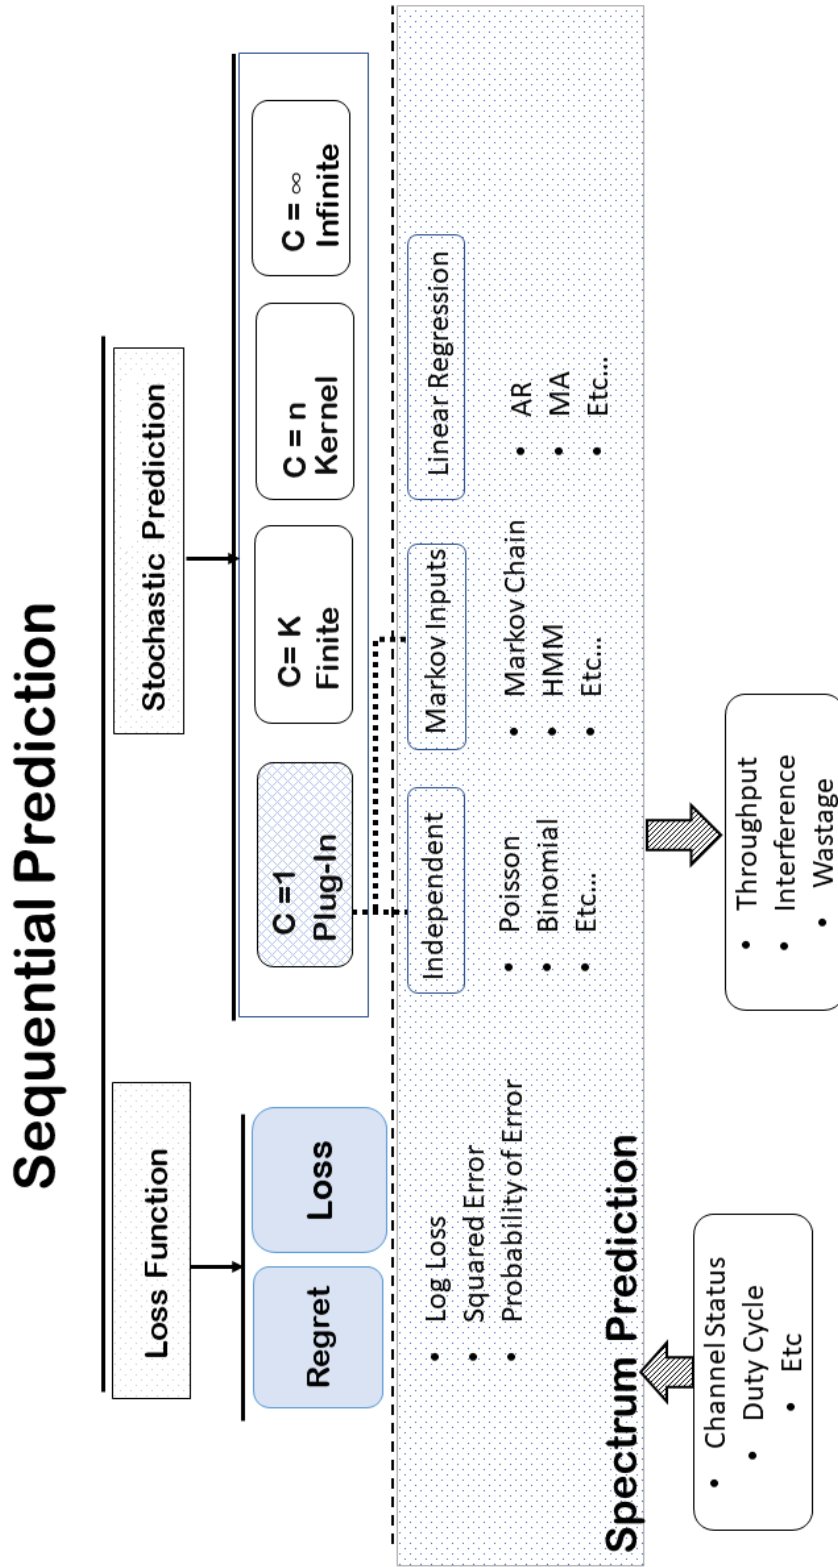 Sequential Prediction
Loss Function
Stochastic Prediction
Regret
Loss
C =1
Plug-In
C= K
Finite
C = n
Kernel
C = ∞
Infinite
• Log Loss
• Squared Error
• Probability of Error
Independent
• Poisson
• Binomial
• Etc...
Markov Inputs
• Markov Chain
• HMM
• Etc...
Linear Regression
• AR
• MA
• Etc...
Spectrum Prediction
• Channel Status
• Duty Cycle
• Etc
• Throughput
• Interference
• Wastage